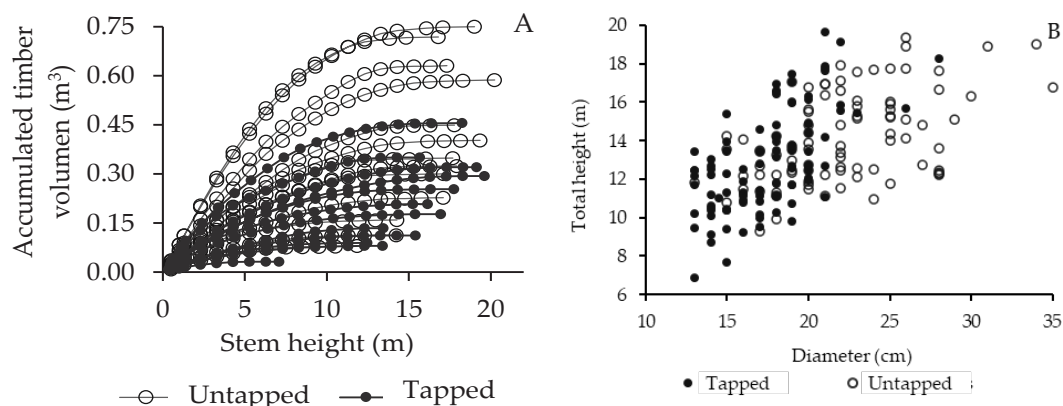 A
Accumulated timber
volumen (m³)
0.75
0.60
0.45
0.30
0.15
0.00
0 5 10 15 20
Stem height (m)
Untapped Tapped
B
Total height (m)
20
18
16
14
12
10
8
6
10 15 20 25 30 35
Diameter (cm)
Tapped Untapped s